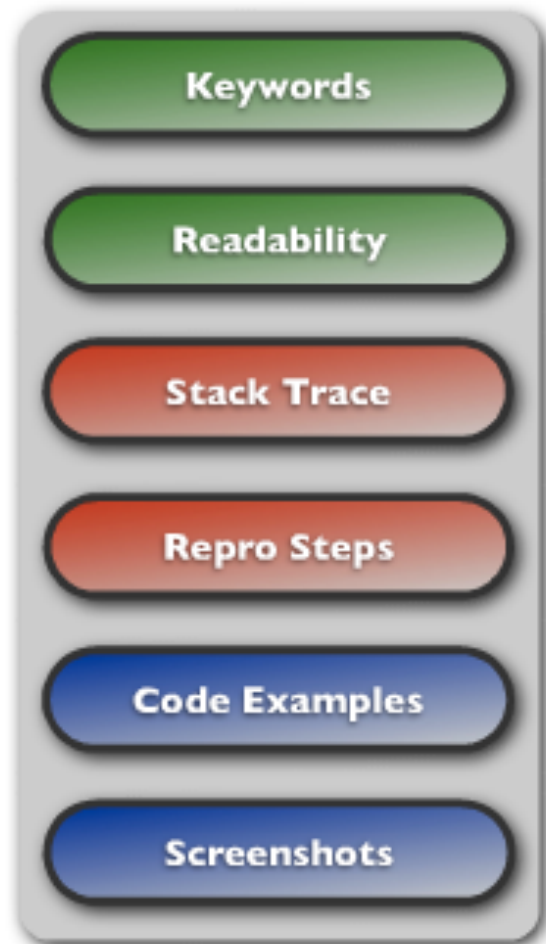 Keywords
Readability
Stack Trace
Repro Steps
Code Examples
Screenshots